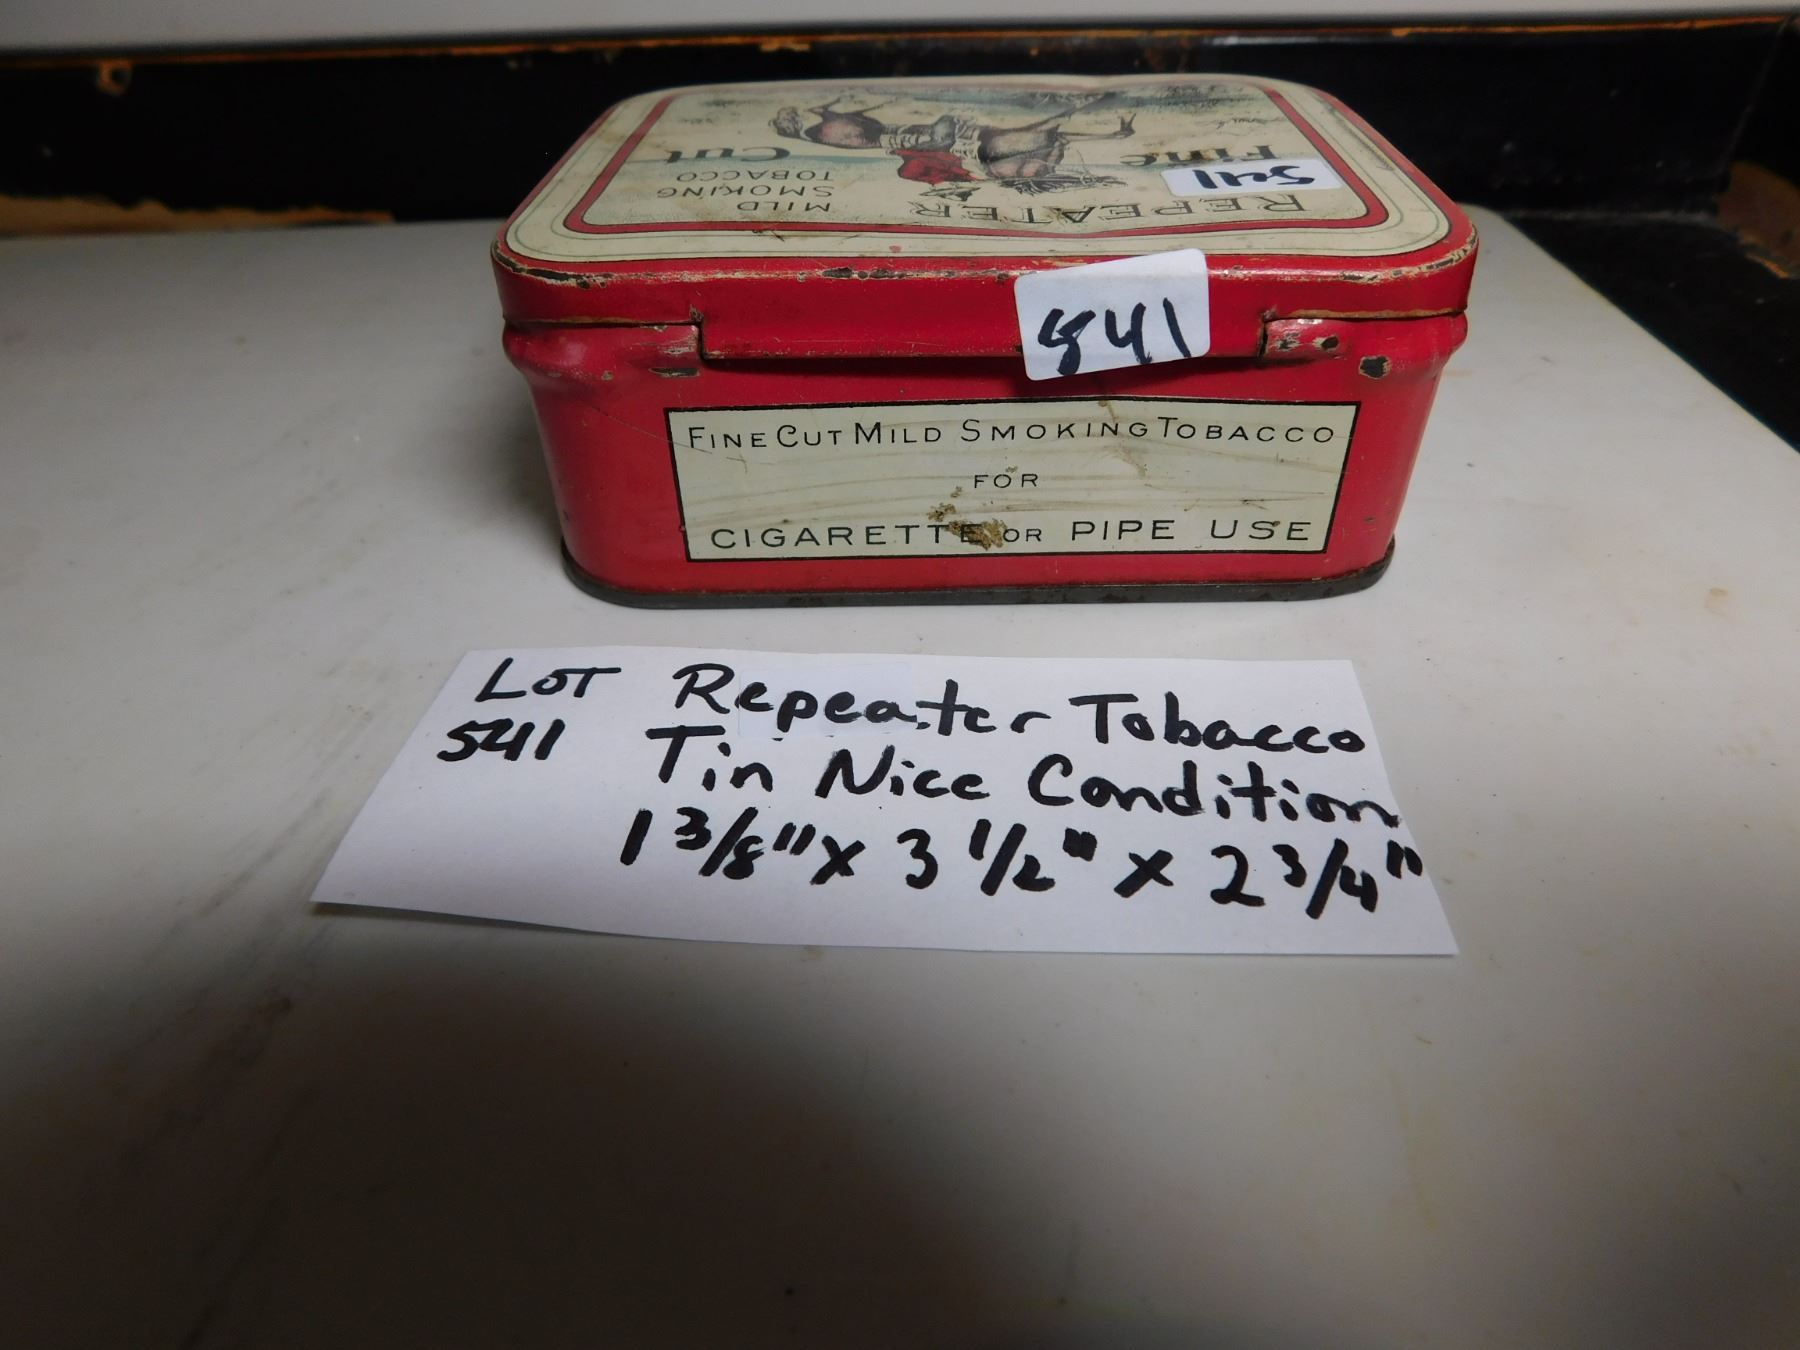 REPEATER
Fine Cut
MILD
SMOKING
TOBACCO
541
541
FINE CUT MILD SMOKING TOBACCO
FOR
CIGARETTE OR PIPE USE
LOT Repeater Tobacco
541 Tin Nice Condition
1 3/8" x 3 1/2" x 2 3/4"